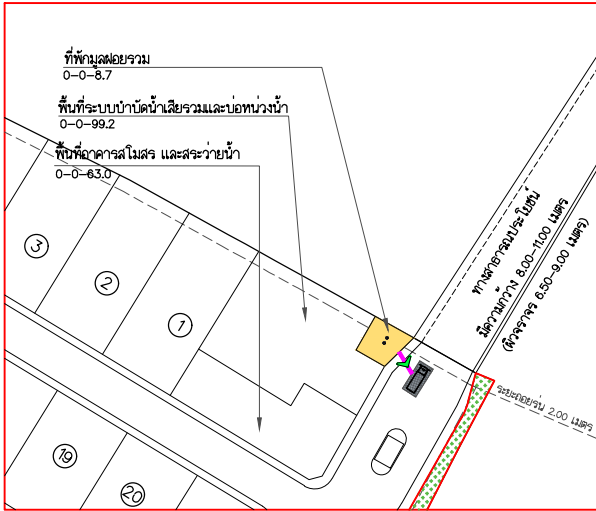 ที่พักมูลฝอยรวม
0-0-8.7
พื้นที่ระบบบำบัดน้ำเสียรวมและบ่อหน่วงน้ำ
0-0-99.2
พื้นที่อาคารสโมสร และสระว่ายน้ำ
0-0-63.0
ทางสาธารณประโยชน์
มีความกว้าง 8.00-11.00 เมตร
(ผิวจราจร 6.50-9.00 เมตร)
3
2
1
ระยะถอยร่น 2.00 เมตร
19
20